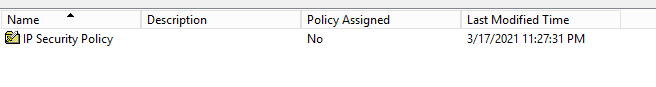 Name Description Policy Assigned Last Modified Time
IP Security Policy No 3/17/2021 11:27:31 PM